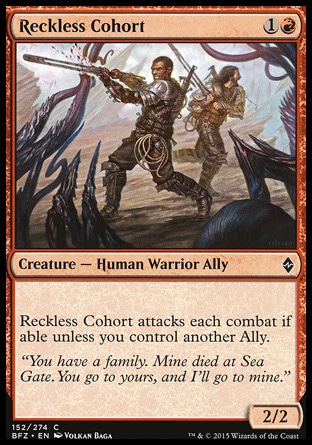 Reckless Cohort 1
Creature — Human Warrior Ally
Reckless Cohort attacks each combat if
able unless you control another Ally.
“You have a family. Mine died at Sea
Gate. You go to yours, and I’ll go to mine.”
2/2
152/274 C
BFZ • EN VOLKAN BAGA
™ & © 2015 Wizards of the Coast